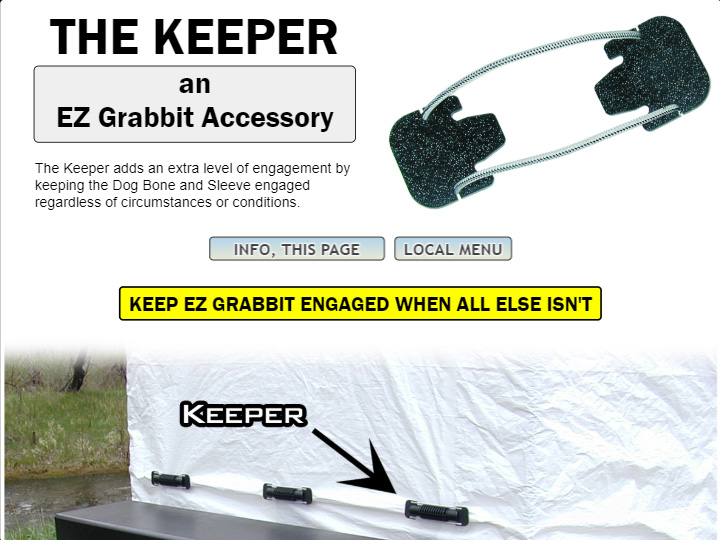 THE KEEPER
an
EZ Grabbit Accessory
The Keeper adds an extra level of engagement by
keeping the Dog Bone and Sleeve engaged
regardless of circumstances or conditions.
INFO, THIS PAGE
LOCAL MENU
KEEP EZ GRABBIT ENGAGED WHEN ALL ELSE ISN'T
KEEPER